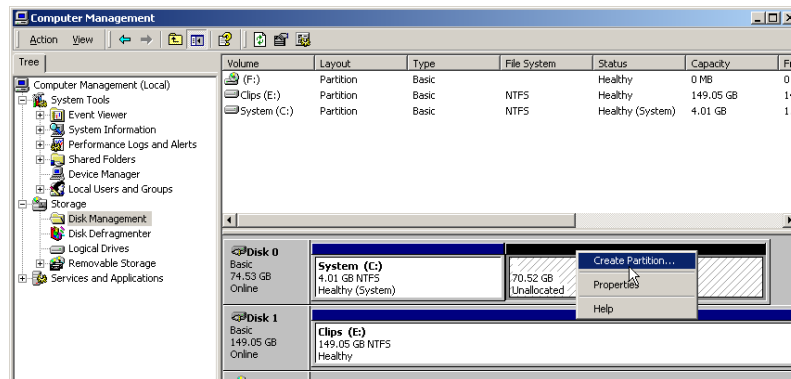 Computer Management
Action View
Tree
Volume Layout Type File System Status Capacity
(F:) Partition Basic Healthy 0 MB 0
Clips (E:) Partition Basic NTFS Healthy 149.05 GB
System (C:) Partition Basic NTFS Healthy (System) 4.01 GB 1
Computer Management (Local)
System Tools
Event Viewer
System Information
Performance Logs and Alerts
Shared Folders
Device Manager
Local Users and Groups
Storage
Disk Management
Disk Defragmenter
Logical Drives
Removable Storage
Services and Applications
Disk 0
Basic
74.53 GB
Online
System (C:)
4.01 GB NTFS
Healthy (System)
70.52 GB
Unallocated
Create Partition...
Properties
Help
Disk 1
Basic
149.05 GB
Online
Clips (E:)
149.05 GB NTFS
Healthy